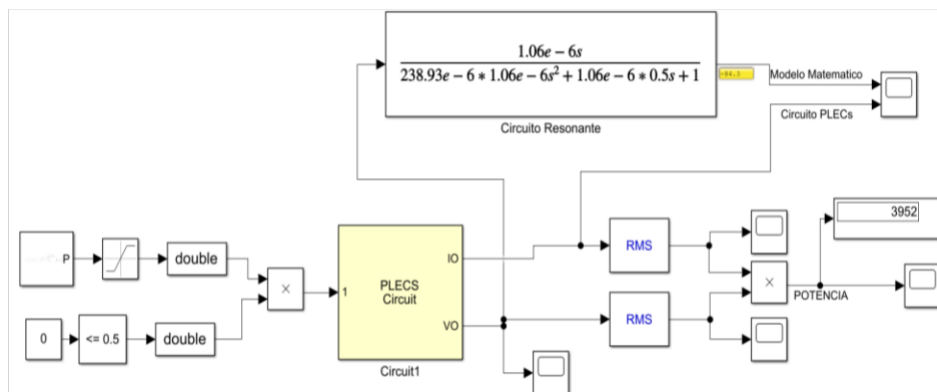 1.06e − 6s
238.93e − 6 * 1.06e − 6s² + 1.06e − 6 * 0.5s + 1
Circuito Resonante
Modelo Matematico
Circuito PLECs
3952
P
double
×
1
PLECS
Circuit
IO
VO
Circuit1
RMS
×
POTENCIA
0
<= 0.5
double
RMS